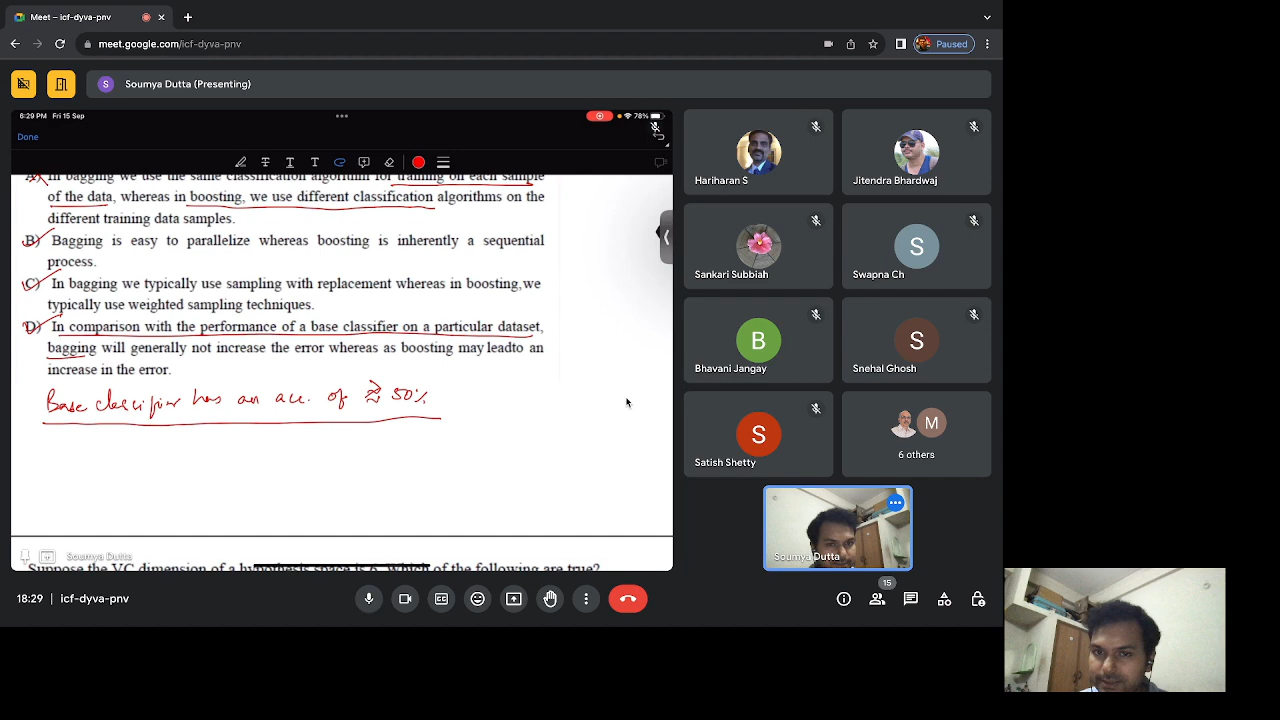 Meet – icf-dyva-pnv
meet.google.com/icf-dyva-pnv
Paused
S
Soumya Dutta (Presenting)
6:29 PM Fri 15 Sep
78%
Done
A) In bagging we use the same classification algorithm for training on each sample
of the data, whereas in boosting, we use different classification algorithms on the
different training data samples.
B) Bagging is easy to parallelize whereas boosting is inherently a sequential
process.
C) In bagging we typically use sampling with replacement whereas in boosting,we
typically use weighted sampling techniques.
D) In comparison with the performance of a base classifier on a particular dataset,
bagging will generally not increase the error whereas as boosting may leadto an
increase in the error.
Base classifier has an acc. of ≈ 50%
Soumya Dutta
Suppose the VC dimension of a hypothesis space is 6. Which of the following are true?
Hariharan S
Jitendra Bhardwaj
Sankari Subbiah
S
Swapna Ch
B
Bhavani Jangay
S
Snehal Ghosh
S
Satish Shetty
M
6 others
Soumya Dutta
18:29 | icf-dyva-pnv
15